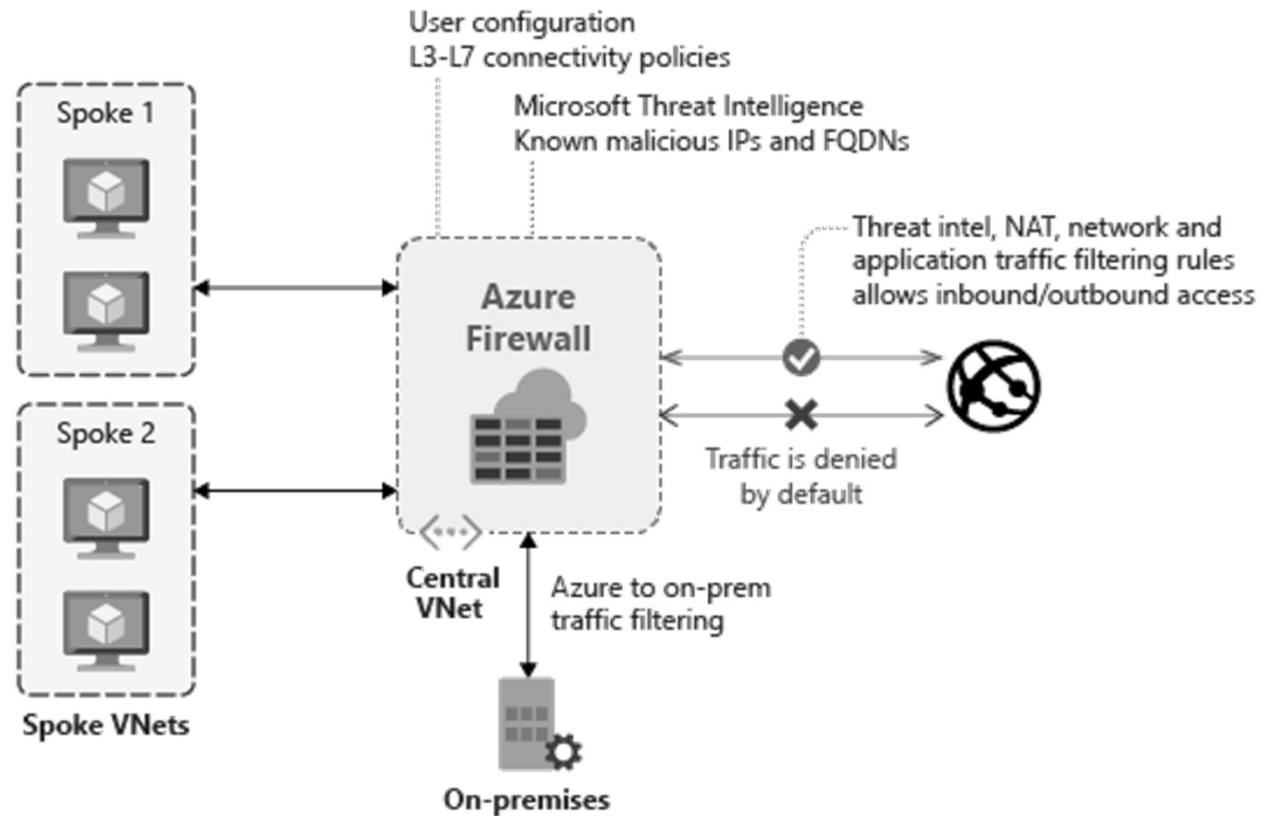 User configuration
L3-L7 connectivity policies
Microsoft Threat Intelligence
Known malicious IPs and FQDNs
Spoke 1
Threat intel, NAT, network and
application traffic filtering rules
allows inbound/outbound access
Azure
Firewall
Spoke 2
Traffic is denied
by default
Central
VNet
Azure to on-prem
traffic filtering
Spoke VNets
On-premises